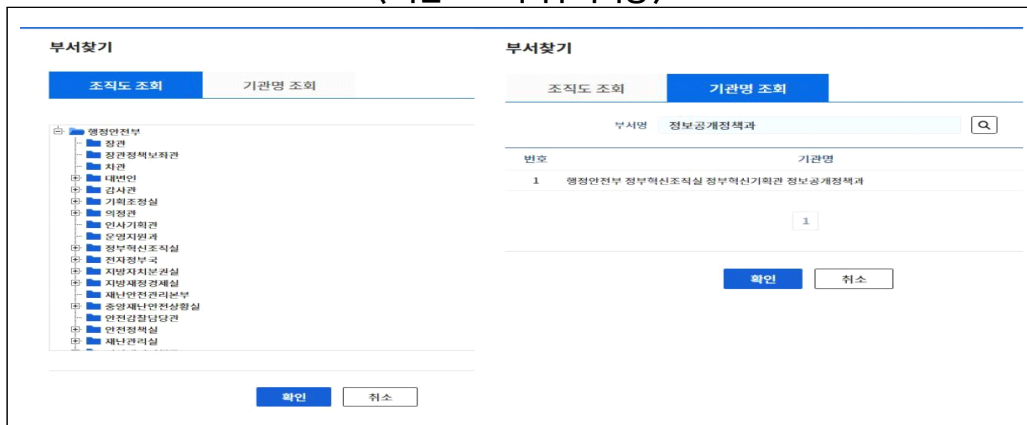 부서찾기
조직도 조회
기관명 조회
행정안전부
장관
장관정책보좌관
차관
대변인
감사관
기획조정실
의정관
인사기획관
운영지원과
정부혁신조직실
전자정부국
지방자치분권실
지방재정경제실
재난안전관리본부
중앙재난안전상황실
안전감찰담당관
안전정책실
재난관리실
확인
취소
부서찾기
조직도 조회
기관명 조회
부서명 정보공개정책과
번호 기관명
1 행정안전부 정부혁신조직실 정부혁신기획관 정보공개정책과
1
확인
취소